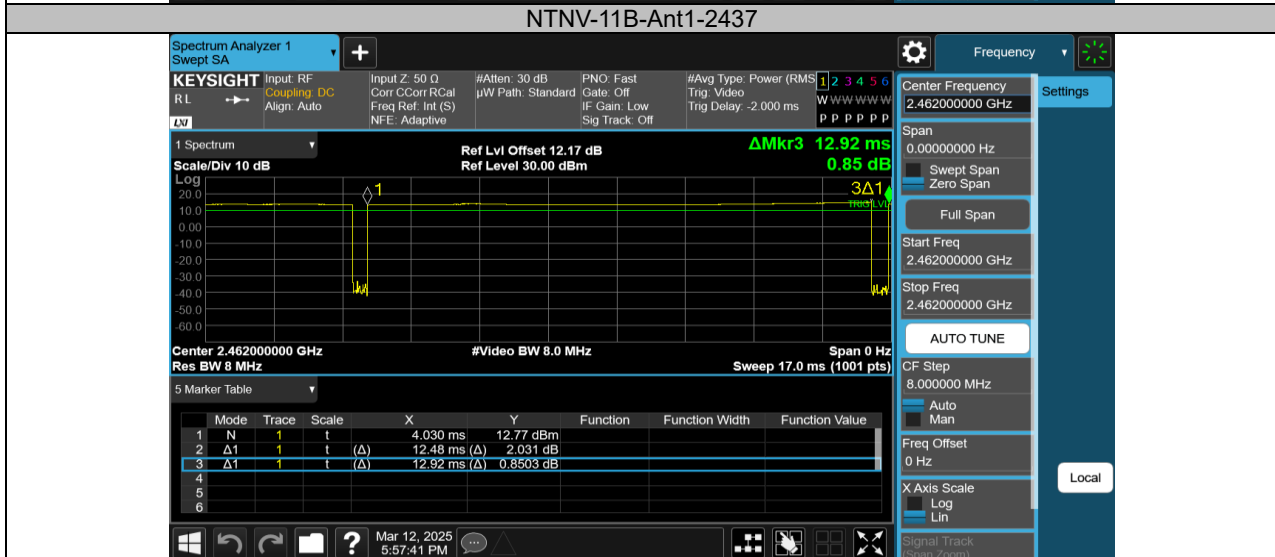 NTNV-11B-Ant1-2437
Spectrum Analyzer 1
Swept SA
Frequency
KEYSIGHT
RL
LXI
Input: RF
Coupling: DC
Align: Auto
Input Z: 50 Ω
Corr CCorr RCal
Freq Ref: Int (S)
NFE: Adaptive
#Atten: 30 dB
µW Path: Standard
PNO: Fast
Gate: Off
IF Gain: Low
Sig Track: Off
#Avg Type: Power (RMS
Trig: Video
Trig Delay: -2.000 ms
1 2 3 4 5 6
W W W W W W
P P P P P P
1 Spectrum
Scale/Div 10 dB
Ref Lvl Offset 12.17 dB
Ref Level 30.00 dBm
ΔMkr3 12.92 ms
0.85 dB
Log
20.0
10.0
0.00
-10.0
-20.0
-30.0
-40.0
-50.0
-60.0
1
3Δ1
TRIG LVL
Center 2.462000000 GHz
#Video BW 8.0 MHz
Span 0 Hz
Res BW 8 MHz
Sweep 17.0 ms (1001 pts)
5 Marker Table
Mode Trace Scale X Y Function Function Width Function Value
1 N 1 t 4.030 ms 12.77 dBm
2 Δ1 1 t (Δ) 12.48 ms (Δ) 2.031 dB
3 Δ1 1 t (Δ) 12.92 ms (Δ) 0.8503 dB
4
5
6
Mar 12, 2025
5:57:41 PM
Center Frequency
2.462000000 GHz
Settings
Span
0.00000000 Hz
Swept Span
Zero Span
Full Span
Start Freq
2.462000000 GHz
Stop Freq
2.462000000 GHz
AUTO TUNE
CF Step
8.000000 MHz
Auto
Man
Freq Offset
0 Hz
X Axis Scale
Log
Lin
Local
Signal Track
(Span Zoom)